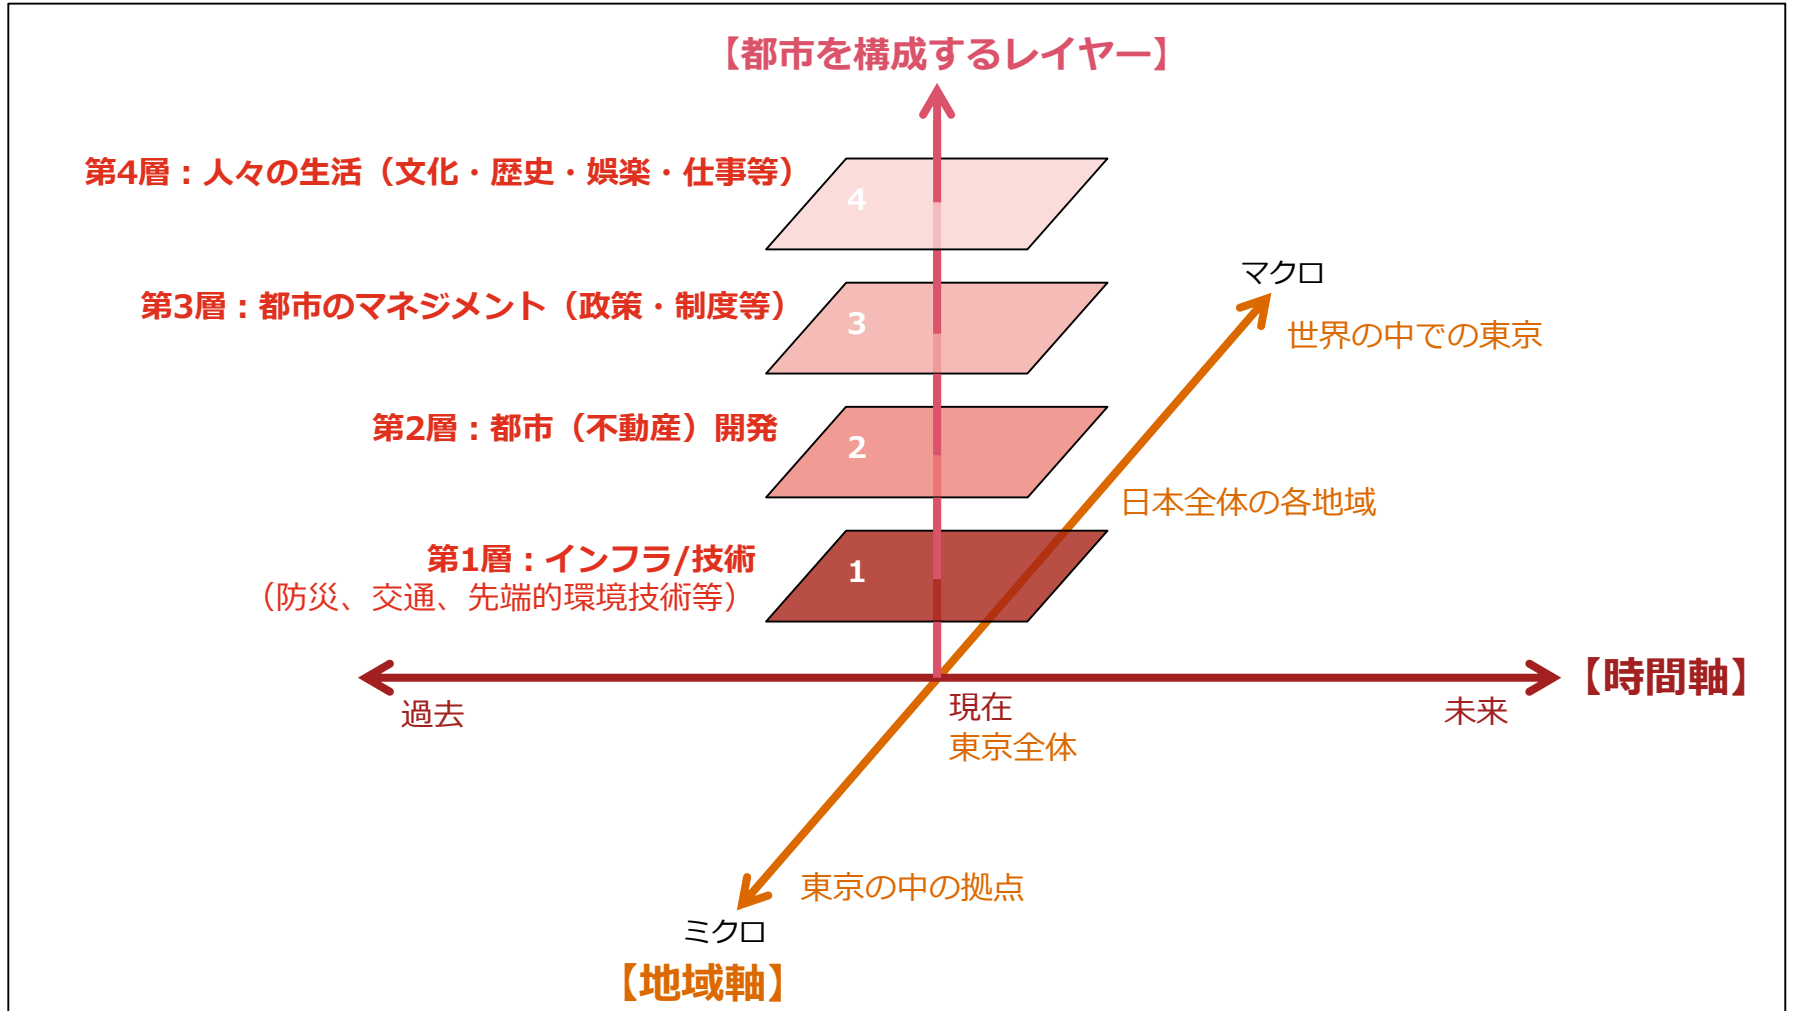 【都市を構成するレイヤー】
第4層：人々の生活（文化・歴史・娯楽・仕事等）
4
マクロ
第3層：都市のマネジメント（政策・制度等）
3
世界の中での東京
第2層：都市（不動産）開発
2
日本全体の各地域
第1層：インフラ/技術
（防災、交通、先端的環境技術等）
1
【時間軸】
過去
現在
未来
東京全体
東京の中の拠点
ミクロ
【地域軸】